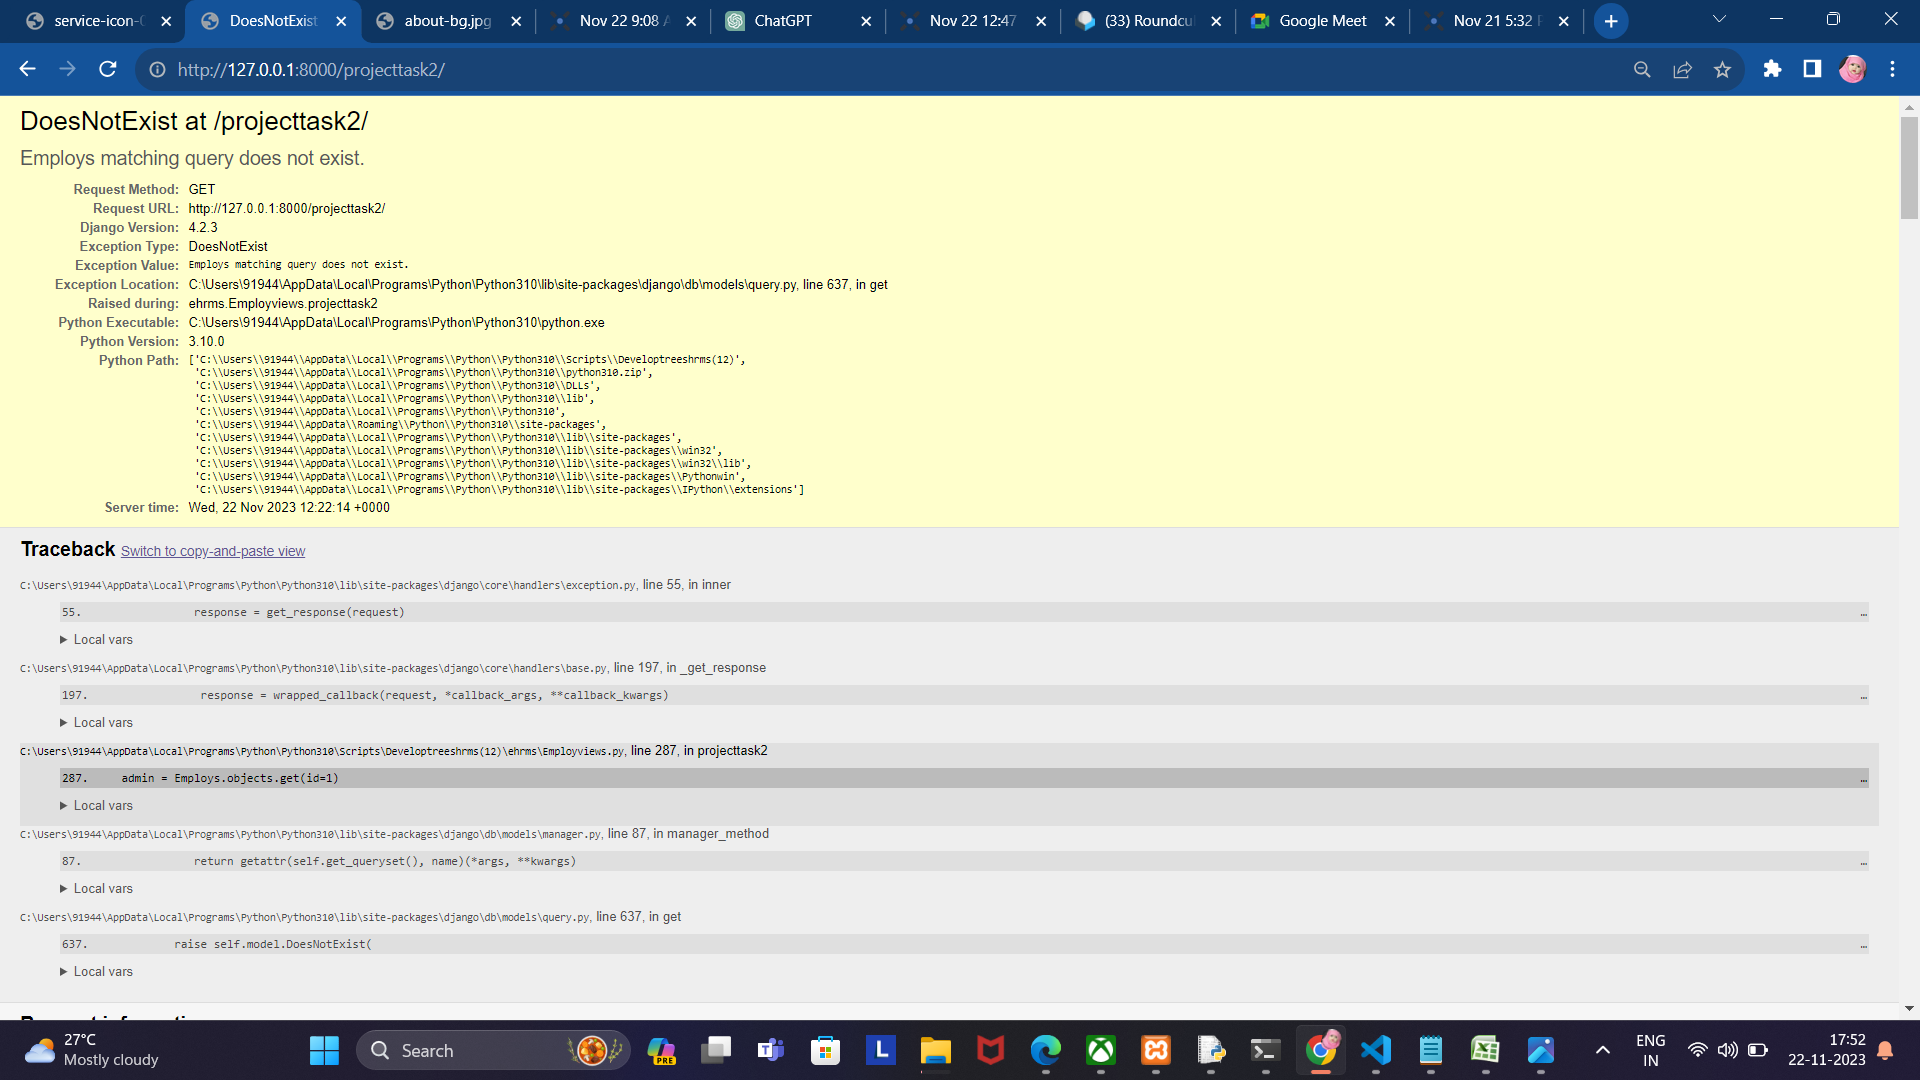 service-icon-
DoesNotExist
about-bg.jpg
Nov 22 9:08
ChatGPT
Nov 22 12:47
(33) Roundcu
Google Meet
Nov 21 5:32
http://127.0.0.1:8000/projecttask2/
DoesNotExist at /projecttask2/
Employs matching query does not exist.
Request Method: GET
Request URL: http://127.0.0.1:8000/projecttask2/
Django Version: 4.2.3
Exception Type: DoesNotExist
Exception Value: Employs matching query does not exist.
Exception Location: C:\Users\91944\AppData\Local\Programs\Python\Python310\lib\site-packages\django\db\models\query.py, line 637, in get
Raised during: ehrms.Employviews.projecttask2
Python Executable: C:\Users\91944\AppData\Local\Programs\Python\Python310\python.exe
Python Version: 3.10.0
Python Path: ['C:\\Users\\91944\\AppData\\Local\\Programs\\Python\\Python310\\Scripts\\Developtreeshrms(12)',
'C:\\Users\\91944\\AppData\\Local\\Programs\\Python\\Python310\\python310.zip',
'C:\\Users\\91944\\AppData\\Local\\Programs\\Python\\Python310\\DLLs',
'C:\\Users\\91944\\AppData\\Local\\Programs\\Python\\Python310\\lib',
'C:\\Users\\91944\\AppData\\Local\\Programs\\Python\\Python310',
'C:\\Users\\91944\\AppData\\Roaming\\Python\\Python310\\site-packages',
'C:\\Users\\91944\\AppData\\Local\\Programs\\Python\\Python310\\lib\\site-packages',
'C:\\Users\\91944\\AppData\\Local\\Programs\\Python\\Python310\\lib\\site-packages\\win32',
'C:\\Users\\91944\\AppData\\Local\\Programs\\Python\\Python310\\lib\\site-packages\\win32\\lib',
'C:\\Users\\91944\\AppData\\Local\\Programs\\Python\\Python310\\lib\\site-packages\\Pythonwin',
'C:\\Users\\91944\\AppData\\Local\\Programs\\Python\\Python310\\lib\\site-packages\\IPython\\extensions']
Server time: Wed, 22 Nov 2023 12:22:14 +0000
Traceback Switch to copy-and-paste view
C:\Users\91944\AppData\Local\Programs\Python\Python310\lib\site-packages\django\core\handlers\exception.py, line 55, in inner
55. response = get_response(request) …
Local vars
C:\Users\91944\AppData\Local\Programs\Python\Python310\lib\site-packages\django\core\handlers\base.py, line 197, in _get_response
197. response = wrapped_callback(request, *callback_args, **callback_kwargs) …
Local vars
C:\Users\91944\AppData\Local\Programs\Python\Python310\Scripts\Developtreeshrms(12)\ehrms\Employviews.py, line 287, in projecttask2
287. admin = Employs.objects.get(id=1) …
Local vars
C:\Users\91944\AppData\Local\Programs\Python\Python310\lib\site-packages\django\db\models\manager.py, line 87, in manager_method
87. return getattr(self.get_queryset(), name)(*args, **kwargs) …
Local vars
C:\Users\91944\AppData\Local\Programs\Python\Python310\lib\site-packages\django\db\models\query.py, line 637, in get
637. raise self.model.DoesNotExist( …
Local vars
27°C
Mostly cloudy
Search
PRE
L
ENG
IN
17:52
22-11-2023